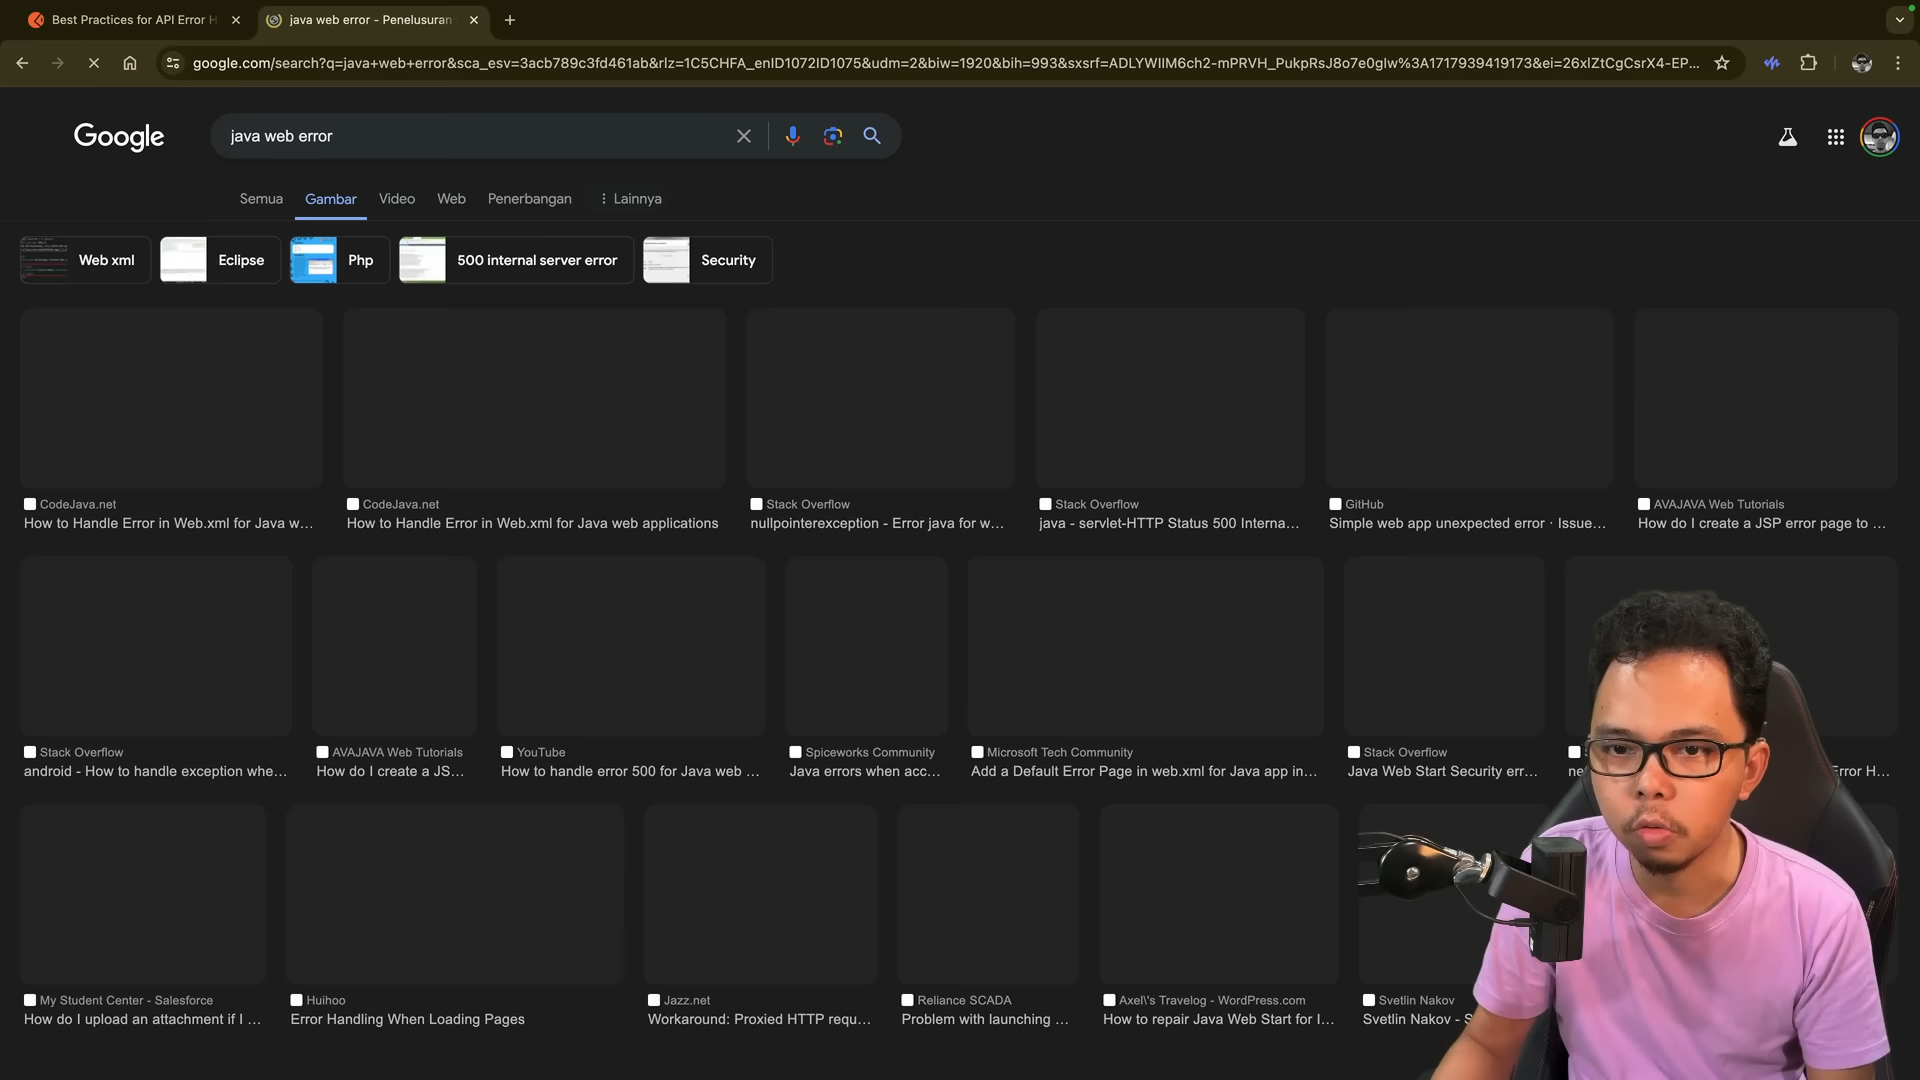 Best Practices for API Error H
java web error - Penelusuran
google.com/search?q=java+web+error&sca_esv=3acb789c3fd461ab&rlz=1C5CHFA_enID1072ID1075&udm=2&biw=1920&bih=993&sxsrf=ADLYWIIM6ch2-mPRVH_PukpRsJ8o7e0gIw%3A1717939419173&ei=26xlZtCgCsrX4-EP...
Google
java web error
Semua
Gambar
Video
Web
Penerbangan
Lainnya
Web xml
Eclipse
Php
500 internal server error
Security
CodeJava.net
How to Handle Error in Web.xml for Java w...
CodeJava.net
How to Handle Error in Web.xml for Java web applications
Stack Overflow
nullpointerexception - Error java for w...
Stack Overflow
java - servlet-HTTP Status 500 Interna...
GitHub
Simple web app unexpected error · Issue...
AVAJAVA Web Tutorials
How do I create a JSP error page to ...
Stack Overflow
android - How to handle exception whe...
AVAJAVA Web Tutorials
How do I create a JS...
YouTube
How to handle error 500 for Java web ...
Spiceworks Community
Java errors when acc...
Microsoft Tech Community
Add a Default Error Page in web.xml for Java app in...
Stack Overflow
Java Web Start Security err...
ne
Error H...
My Student Center - Salesforce
How do I upload an attachment if I ...
Huihoo
Error Handling When Loading Pages
Jazz.net
Workaround: Proxied HTTP requ...
Reliance SCADA
Problem with launching ...
Axel\'s Travelog - WordPress.com
How to repair Java Web Start for I...
Svetlin Nakov
Svetlin Nakov - S